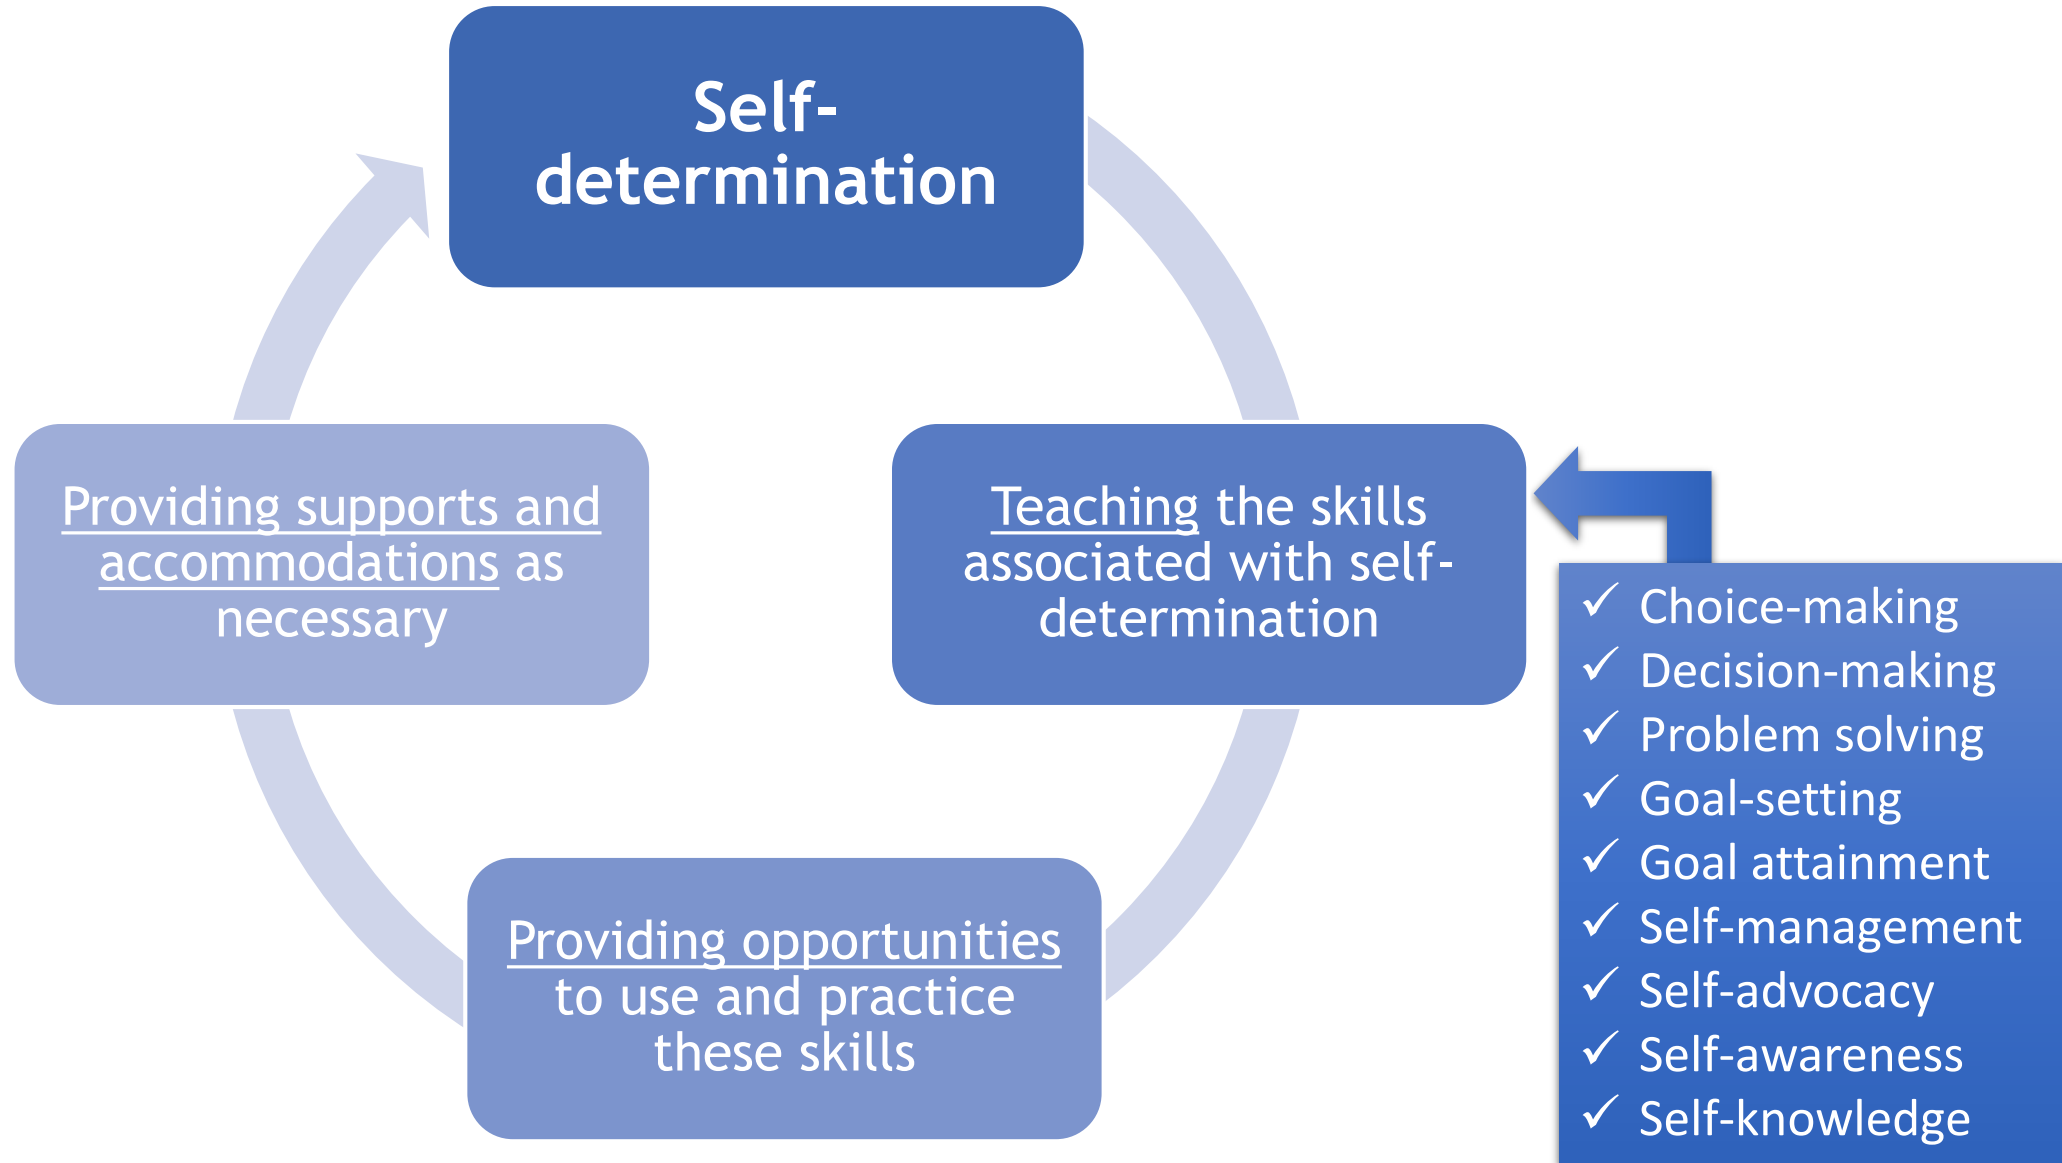 Self-
determination
Teaching the skills
associated with self-
determination
Providing opportunities
to use and practice
these skills
Providing supports and
accommodations as
necessary
✓ Choice-making
✓ Decision-making
✓ Problem solving
✓ Goal-setting
✓ Goal attainment
✓ Self-management
✓ Self-advocacy
✓ Self-awareness
✓ Self-knowledge